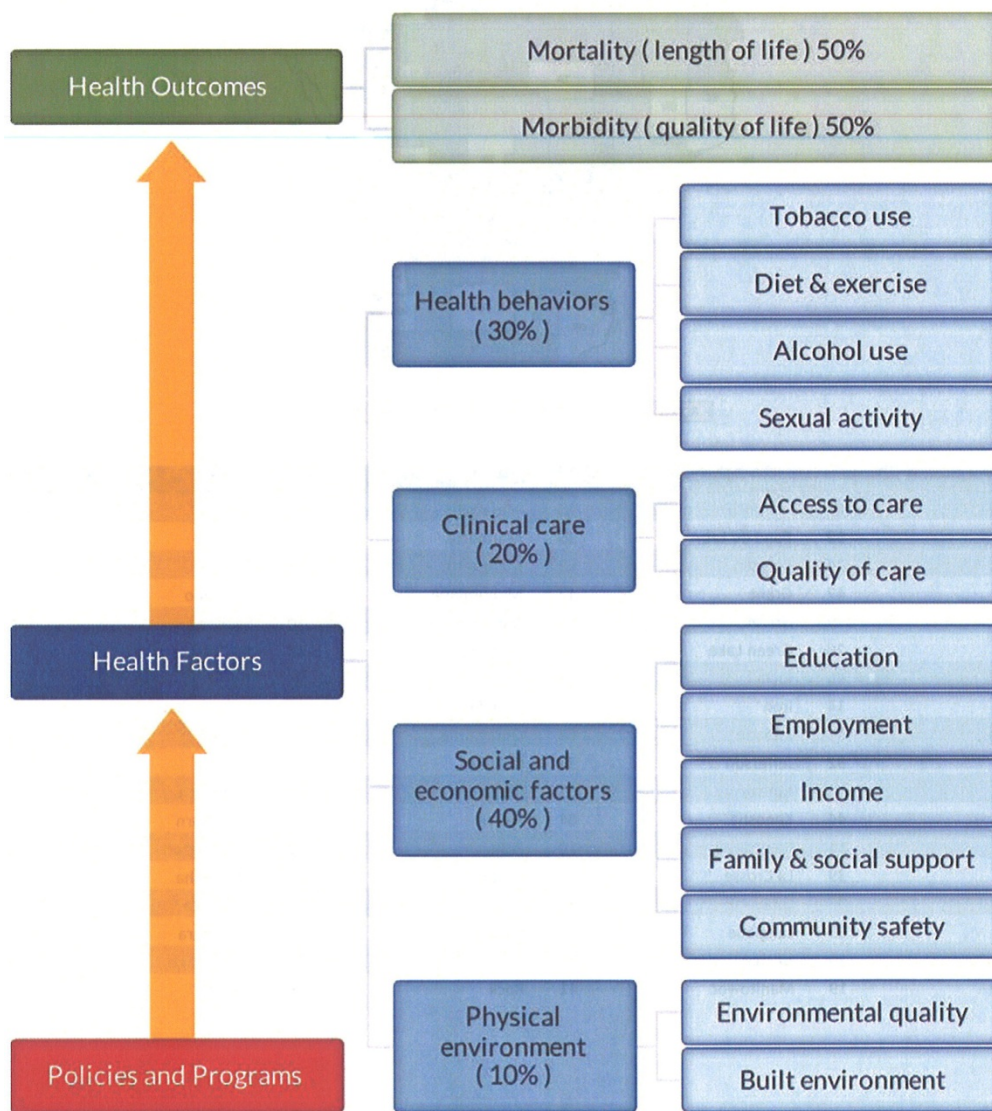 Health Outcomes
Mortality ( length of life ) 50%
Morbidity ( quality of life ) 50%
Tobacco use
Health behaviors
( 30% )
Diet & exercise
Alcohol use
Sexual activity
Clinical care
( 20% )
Access to care
Quality of care
Health Factors
Education
Social and
economic factors
( 40% )
Employment
Income
Family & social support
Community safety
Policies and Programs
Physical
environment
( 10% )
Environmental quality
Built environment